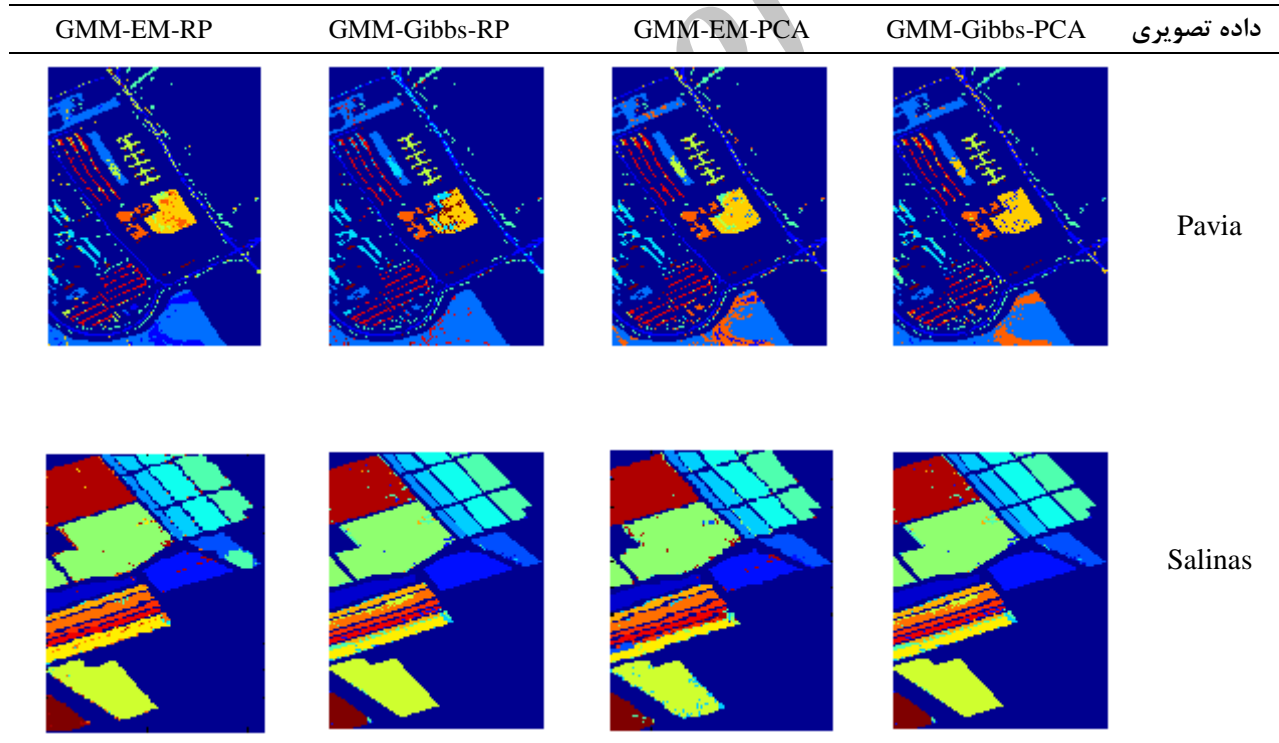 GMM-EM-RP GMM-Gibbs-RP GMM-EM-PCA GMM-Gibbs-PCA داده تصویری
Pavia
Salinas